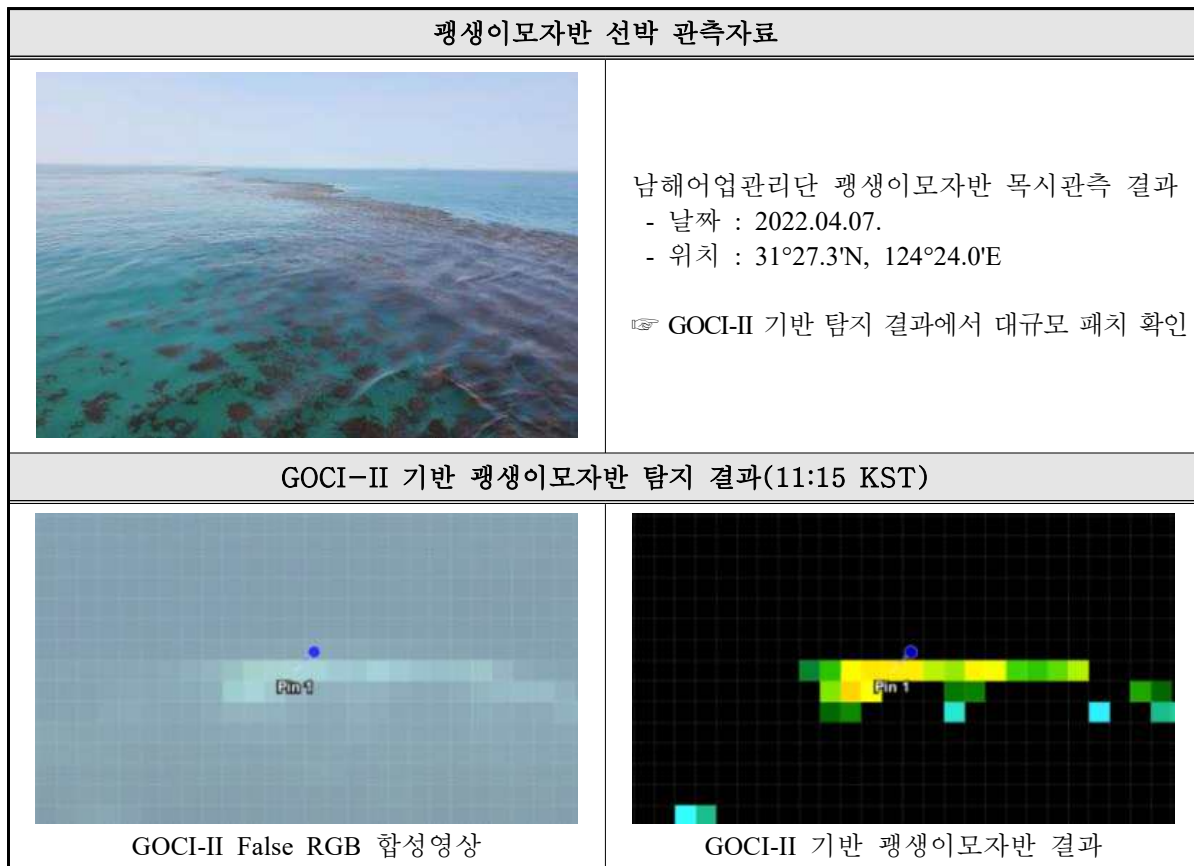 괭생이모자반 선박 관측자료
남해어업관리단 괭생이모자반 목시관측 결과
- 날짜 : 2022.04.07.
- 위치 : 31°27.3'N, 124°24.0'E
☞ GOCI-II 기반 탐지 결과에서 대규모 패치 확인
GOCI-II 기반 괭생이모자반 탐지 결과(11:15 KST)
Pin 1
Pin 1
GOCI-II False RGB 합성영상
GOCI-II 기반 괭생이모자반 결과